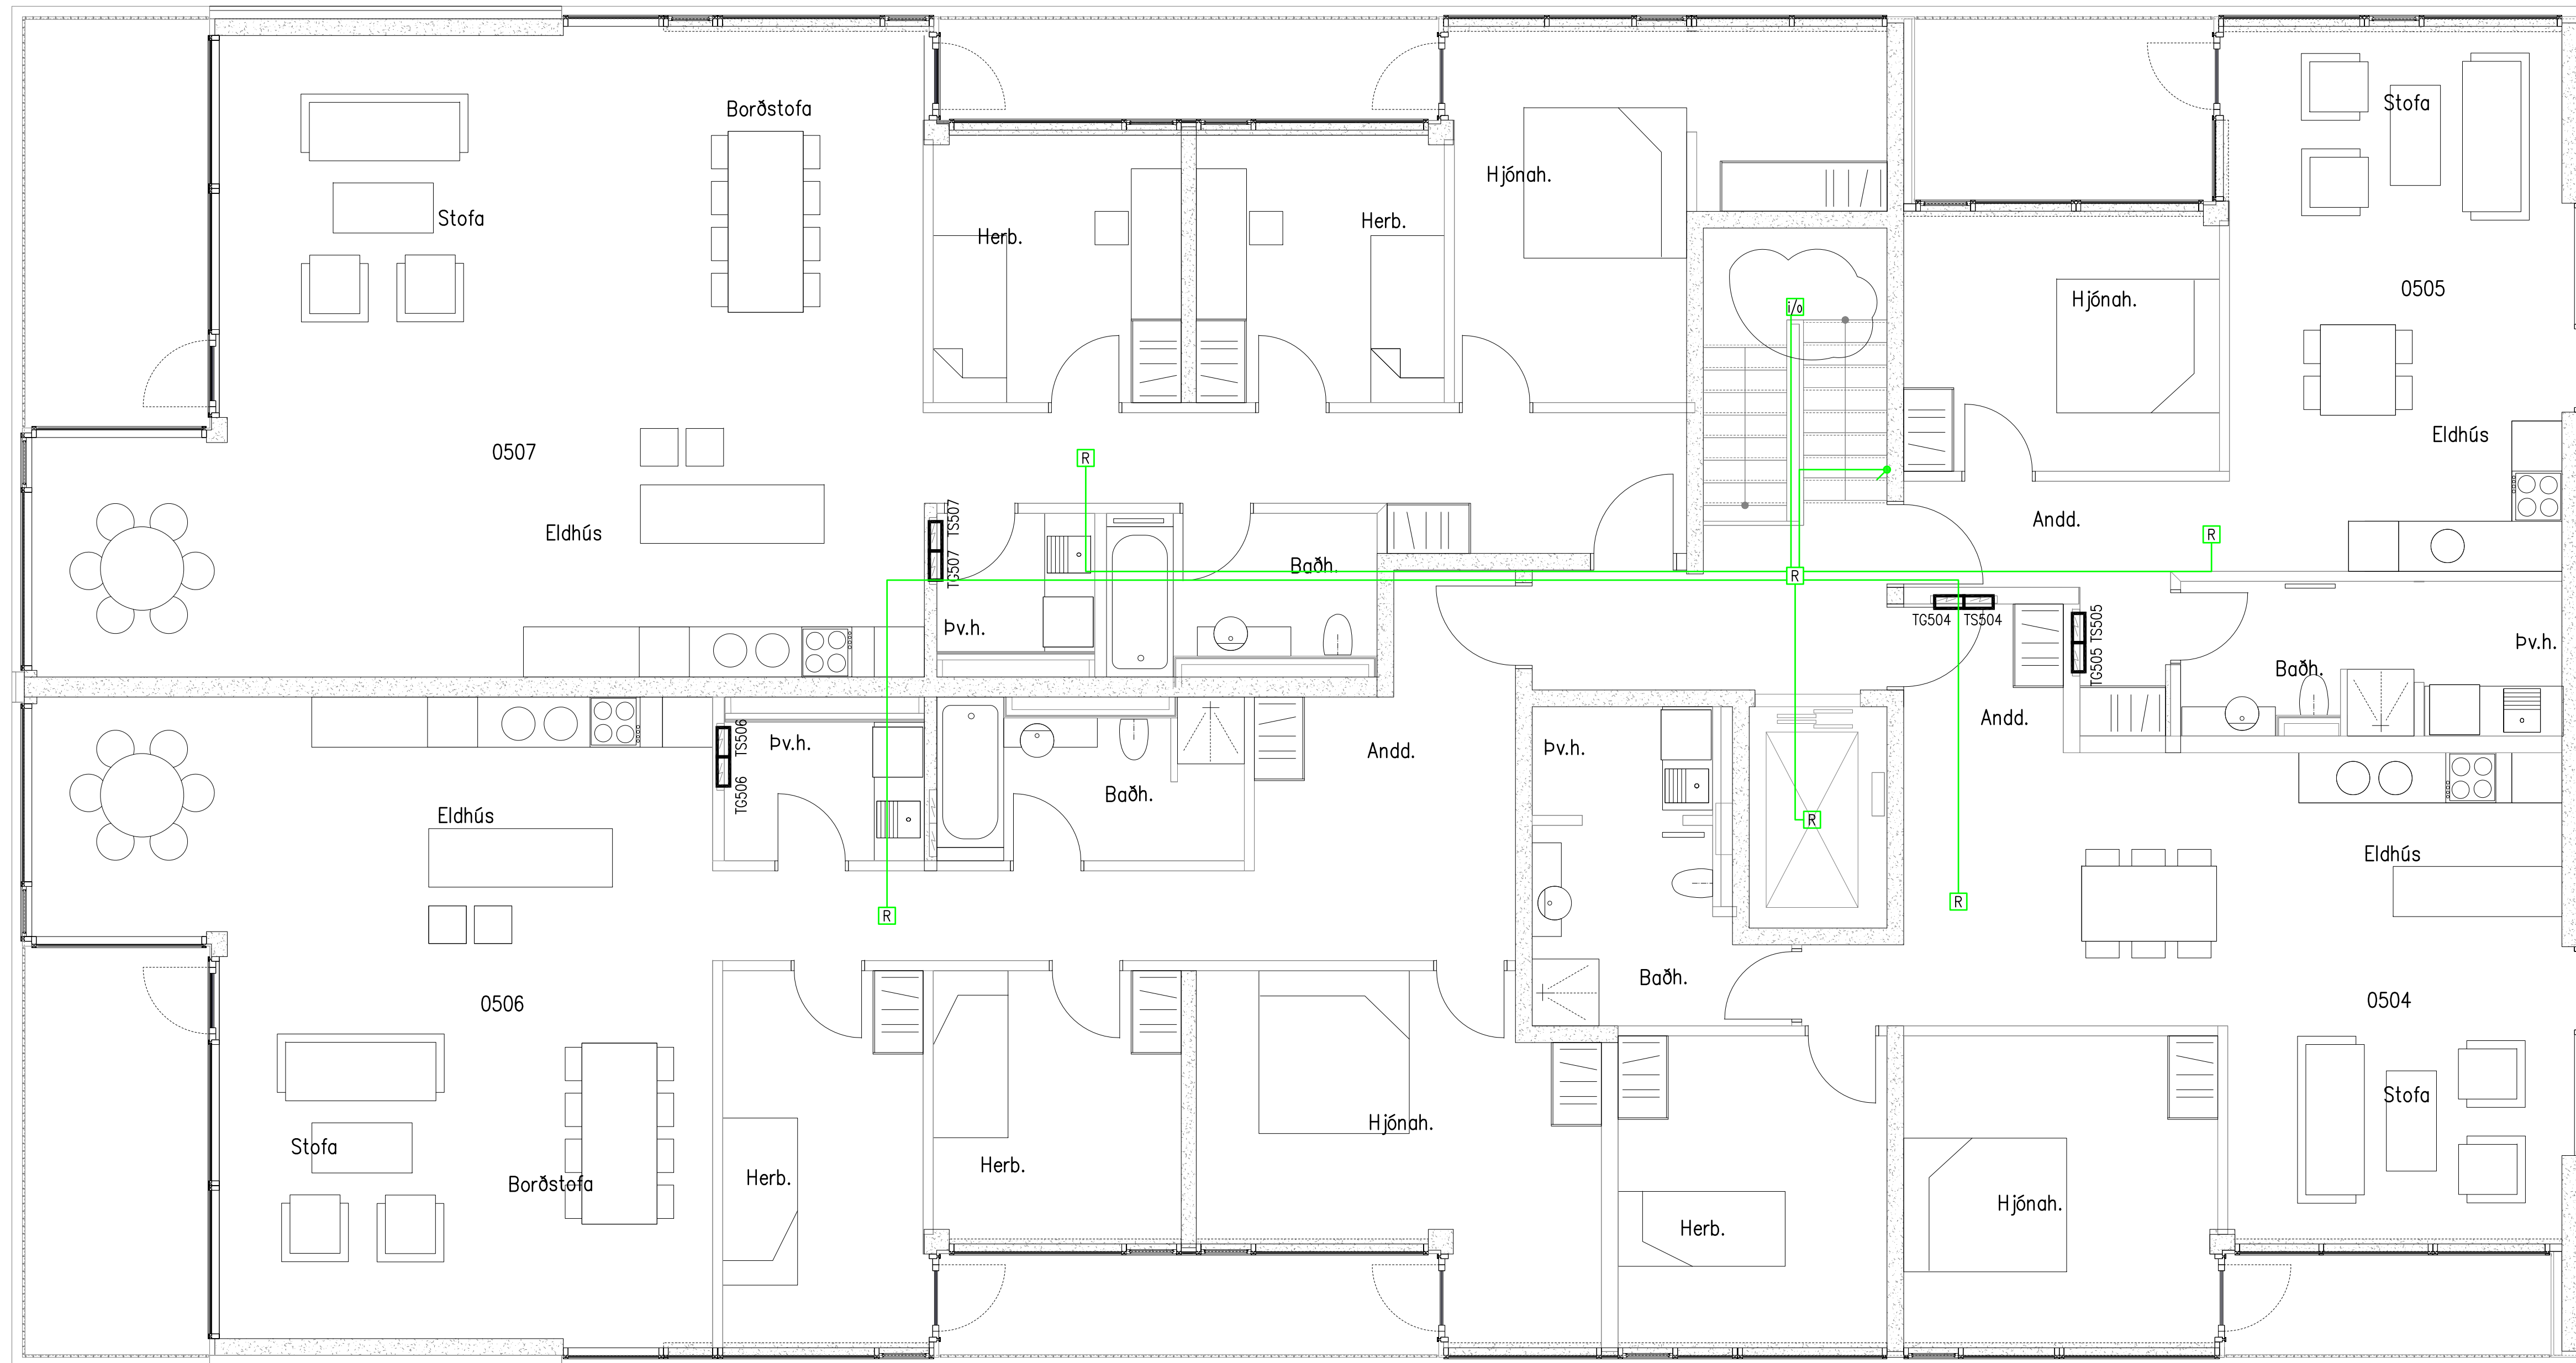 Borðstofa
Stofa
Stofa
Hjónah.
Herb.
Herb.
Hjónah.
0505
i/o
Eldhús
0507
R
TS507
TG507
Eldhús
Andd.
R
Baðh.
R
TG504 TS504
TS505
TG505
Þv.h.
Þv.h.
Baðh.
Andd.
TS506
TG506
Þv.h.
Andd.
Þv.h.
Baðh.
Eldhús
R
Eldhús
R
R
Baðh.
0506
0504
Stofa
Hjónah.
Stofa
Borðstofa
Herb.
Herb.
Hjónah.
Herb.